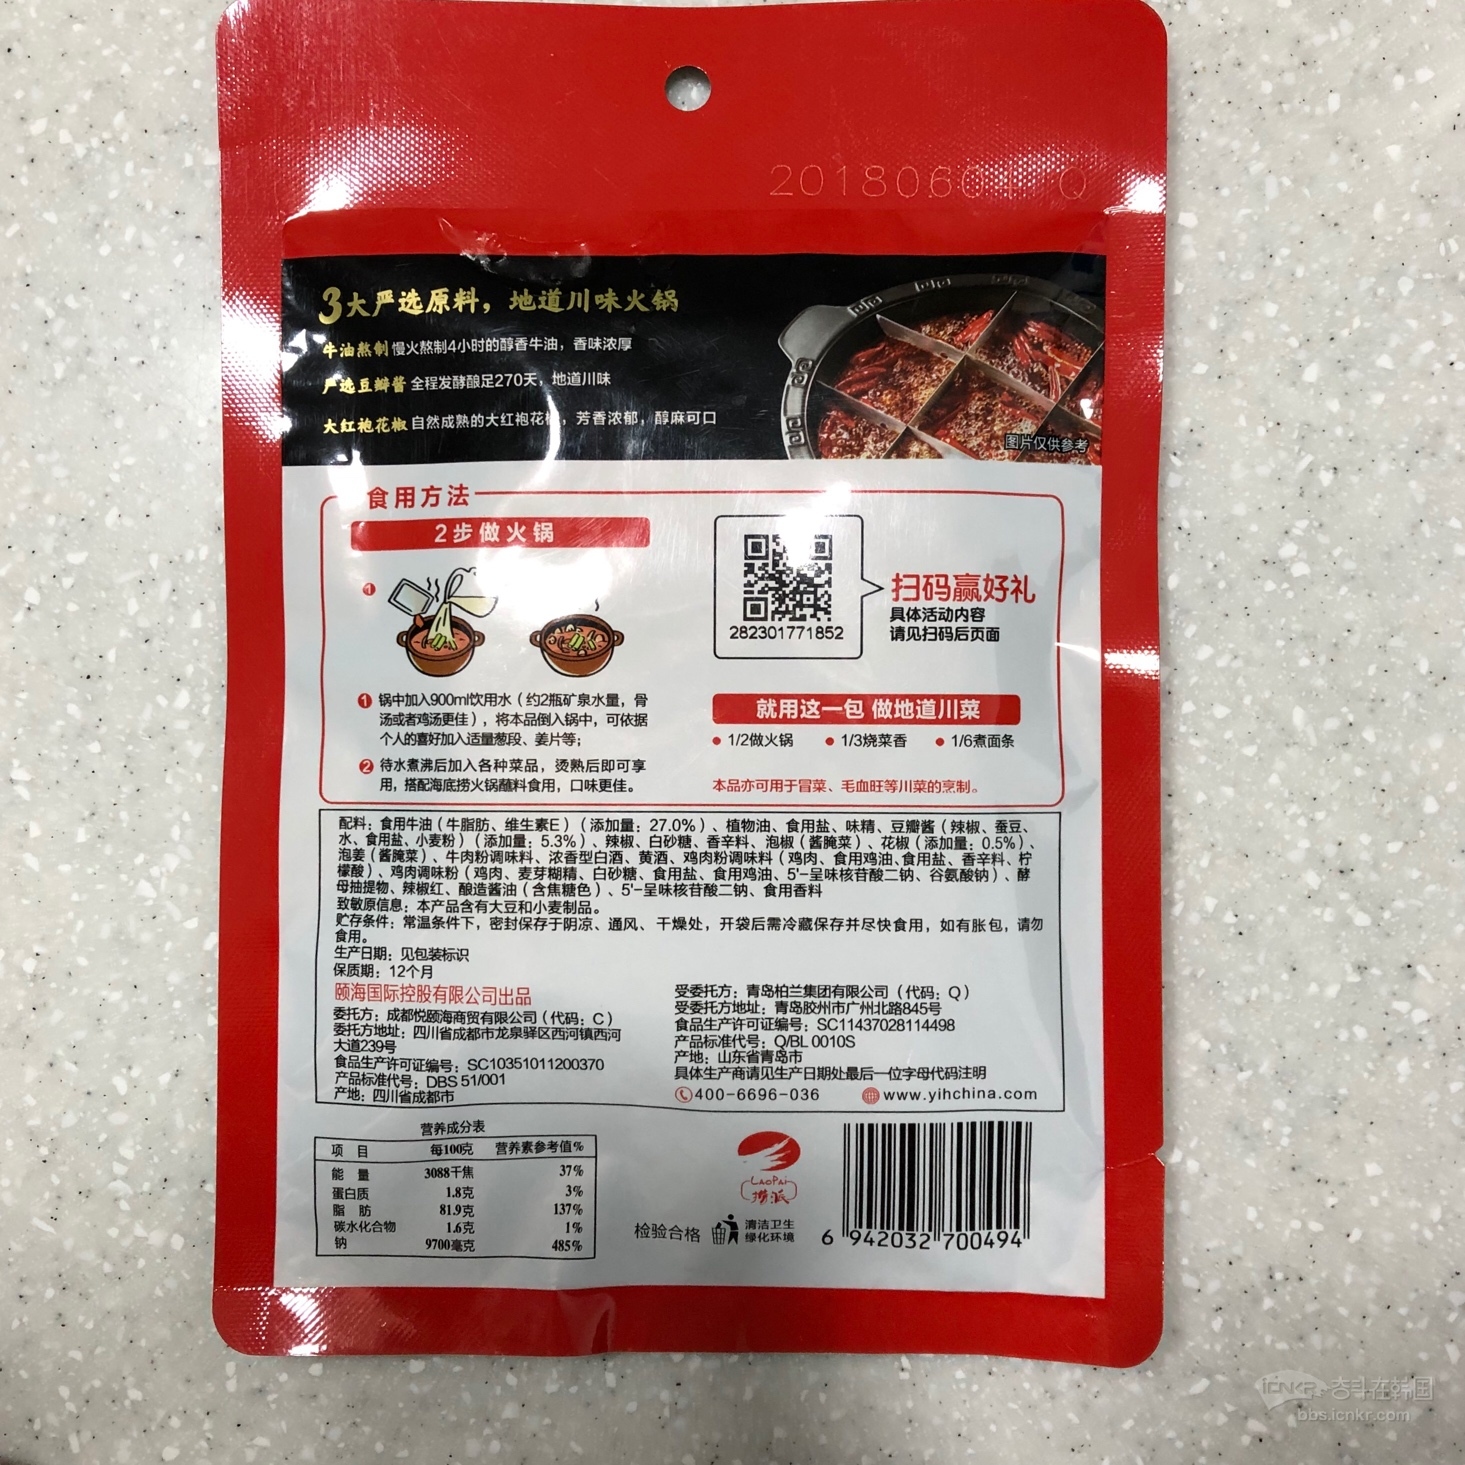 20180604 Q
3大严选原料，地道川味火锅
牛油熬制 慢火熬制4小时的醇香牛油，香味浓厚
严选豆瓣酱 全程发酵酿足270天，地道川味
大红袍花椒 自然成熟的大红袍花椒，芳香浓郁，醇麻可口
图片仅供参考
食用方法
2步做火锅
1
1 锅中加入900ml饮用水（约2瓶矿泉水量，骨
汤或者鸡汤更佳），将本品倒入锅中，可依据
个人的喜好加入适量葱段、姜片等；
2 待水煮沸后加入各种菜品，烫熟后即可享
用，搭配海底捞火锅蘸料食用，口味更佳。
282301771852
扫码赢好礼
具体活动内容
请见扫码后页面
就用这一包 做地道川菜
● 1/2做火锅 ● 1/3烧菜香 ● 1/6煮面条
本品亦可用于冒菜、毛血旺等川菜的烹制。
配料：食用牛油（牛脂肪、维生素E）（添加量：27.0%）、植物油、食用盐、味精、豆瓣酱（辣椒、蚕豆、
水、食用盐、小麦粉）（添加量：5.3%）、辣椒、白砂糖、香辛料、泡椒（酱腌菜）、花椒（添加量：0.5%）、
泡姜（酱腌菜）、牛肉粉调味料、浓香型白酒、黄酒、鸡肉粉调味料（鸡肉、食用鸡油、食用盐、香辛料、柠
檬酸）、鸡肉调味粉（鸡肉、麦芽糊精、白砂糖、食用盐、食用鸡油、5'-呈味核苷酸二钠、谷氨酸钠）、酵
母抽提物、辣椒红、酿造酱油（含焦糖色）、5'-呈味核苷酸二钠、食用香料
致敏原信息：本产品含有大豆和小麦制品。
贮存条件：常温条件下，密封保存于阴凉、通风、干燥处，开袋后需冷藏保存并尽快食用，如有胀包，请勿
食用。
生产日期：见包装标识
保质期：12个月
颐海国际控股有限公司出品
委托方：成都悦颐海商贸有限公司（代码：C）
委托方地址：四川省成都市龙泉驿区西河镇西河
大道239号
食品生产许可证编号：SC10351011200370
产品标准代号：DBS 51/001
产地：四川省成都市
受委托方：青岛柏兰集团有限公司（代码：Q）
受委托方地址：青岛胶州市广州北路845号
食品生产许可证编号：SC11437028114498
产品标准代号：Q/BL 0010S
产地：山东省青岛市
具体生产商请见生产日期处最后一位字母代码注明
400-6696-036 www.yihchina.com
营养成分表
项 目 每100克 营养素参考值%
能 量 3088千焦 37%
蛋白质 1.8克 3%
脂 肪 81.9克 137%
碳水化合物 1.6克 1%
钠 9700毫克 485%
LAOPAI
捞派
检验合格
清洁卫生
绿化环境
6 942032 700494
icnkr 奋斗在韩国
bbs.icnkr.com